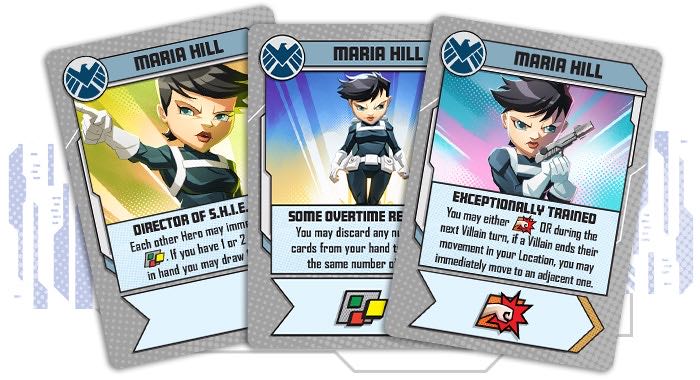 MARIA HILL
DIRECTOR OF S.H.I.E.
Each other Hero may
. If you have 1 or 2
in hand you may draw
MARIA HILL
SOME OVERTIME
You may discard any
cards from your hand
the same number
MARIA HILL
EXCEPTIONALLY TRAINED
You may either OR during the
next Villain turn, if a Villain ends their
movement in your Location, you may
immediately move to an adjacent one.